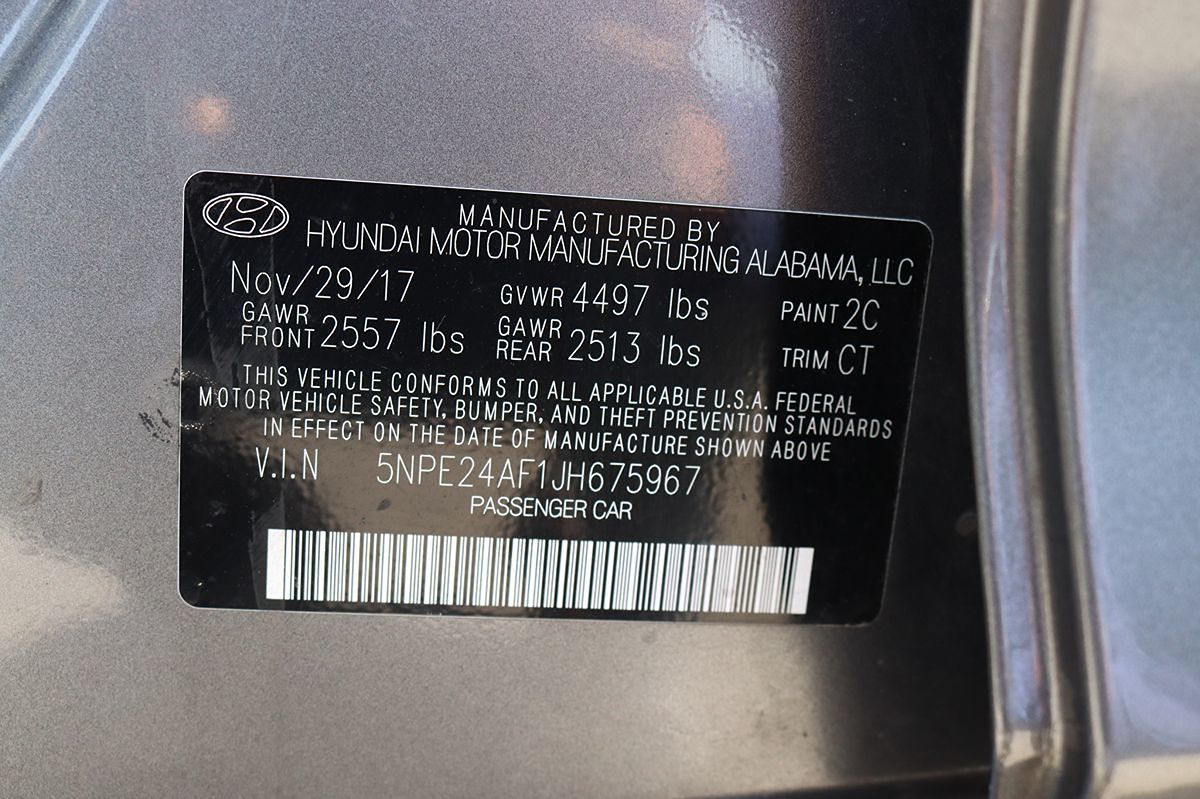 MANUFACTURED BY
HYUNDAI MOTOR MANUFACTURING ALABAMA, LLC
Nov/29/17 GVWR 4497 lbs PAINT 2C
GAWR FRONT 2557 lbs GAWR REAR 2513 lbs TRIM CT
THIS VEHICLE CONFORMS TO ALL APPLICABLE U.S.A. FEDERAL
MOTOR VEHICLE SAFETY, BUMPER, AND THEFT PREVENTION STANDARDS
IN EFFECT ON THE DATE OF MANUFACTURE SHOWN ABOVE
V.I.N 5NPE24AF1JH675967
PASSENGER CAR